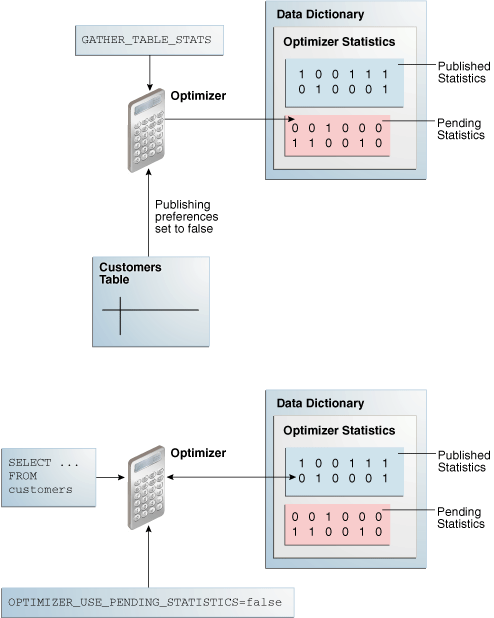 GATHER_TABLE_STATS
Optimizer
Data Dictionary
Optimizer Statistics
1 0 0 1 1 1
0 1 0 0 0 1
Published
Statistics
0 0 1 0 0 0
1 1 0 0 1 0
Pending
Statistics
Publishing
preferences
set to false
Customers
Table
SELECT ...
FROM
customers
Optimizer
Data Dictionary
Optimizer Statistics
1 0 0 1 1 1
0 1 0 0 0 1
Published
Statistics
0 0 1 0 0 0
1 1 0 0 1 0
Pending
Statistics
OPTIMIZER_USE_PENDING_STATISTICS=false